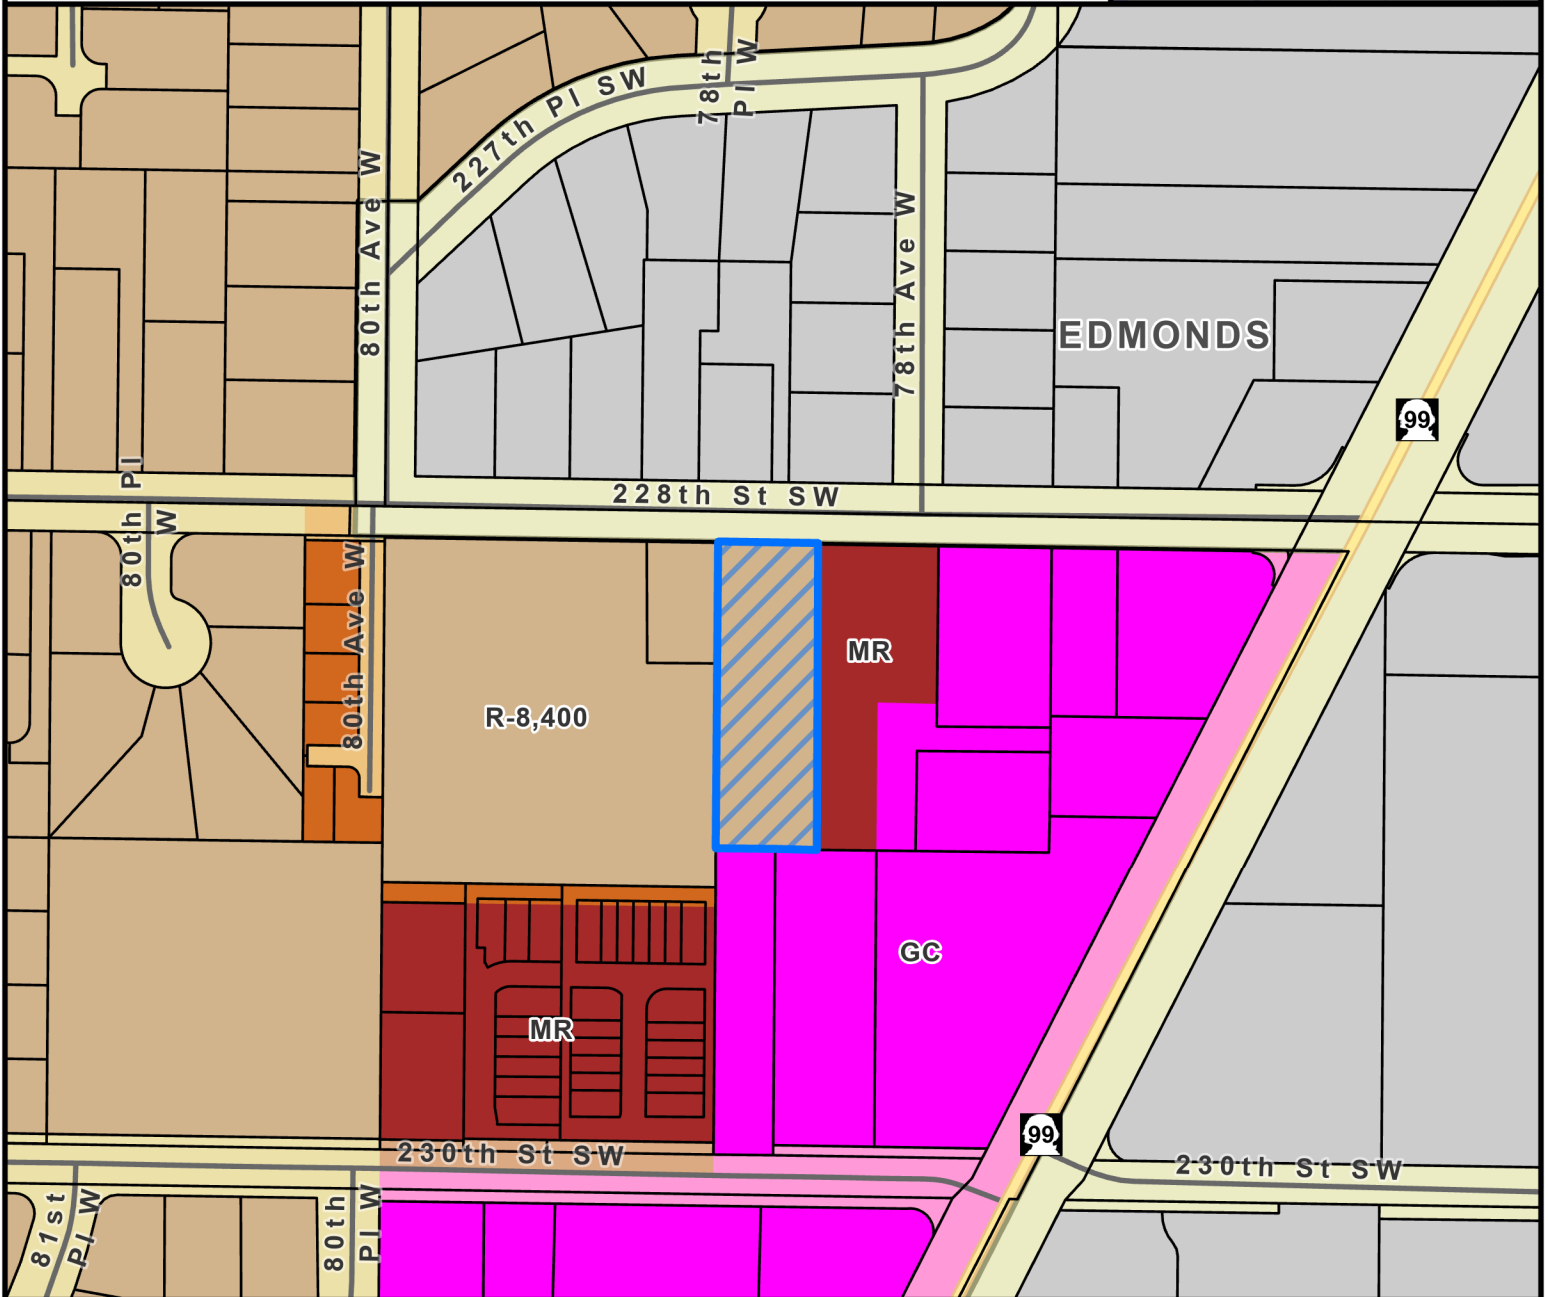 227th Pl SW
78th
Pl W
80th Ave W
78th Ave W
EDMONDS
99
80th Pl
W
228th St SW
80th Ave W
MR
R-8,400
GC
MR
99
230th St SW
230th St SW
81st
Pl W
80th
Pl W